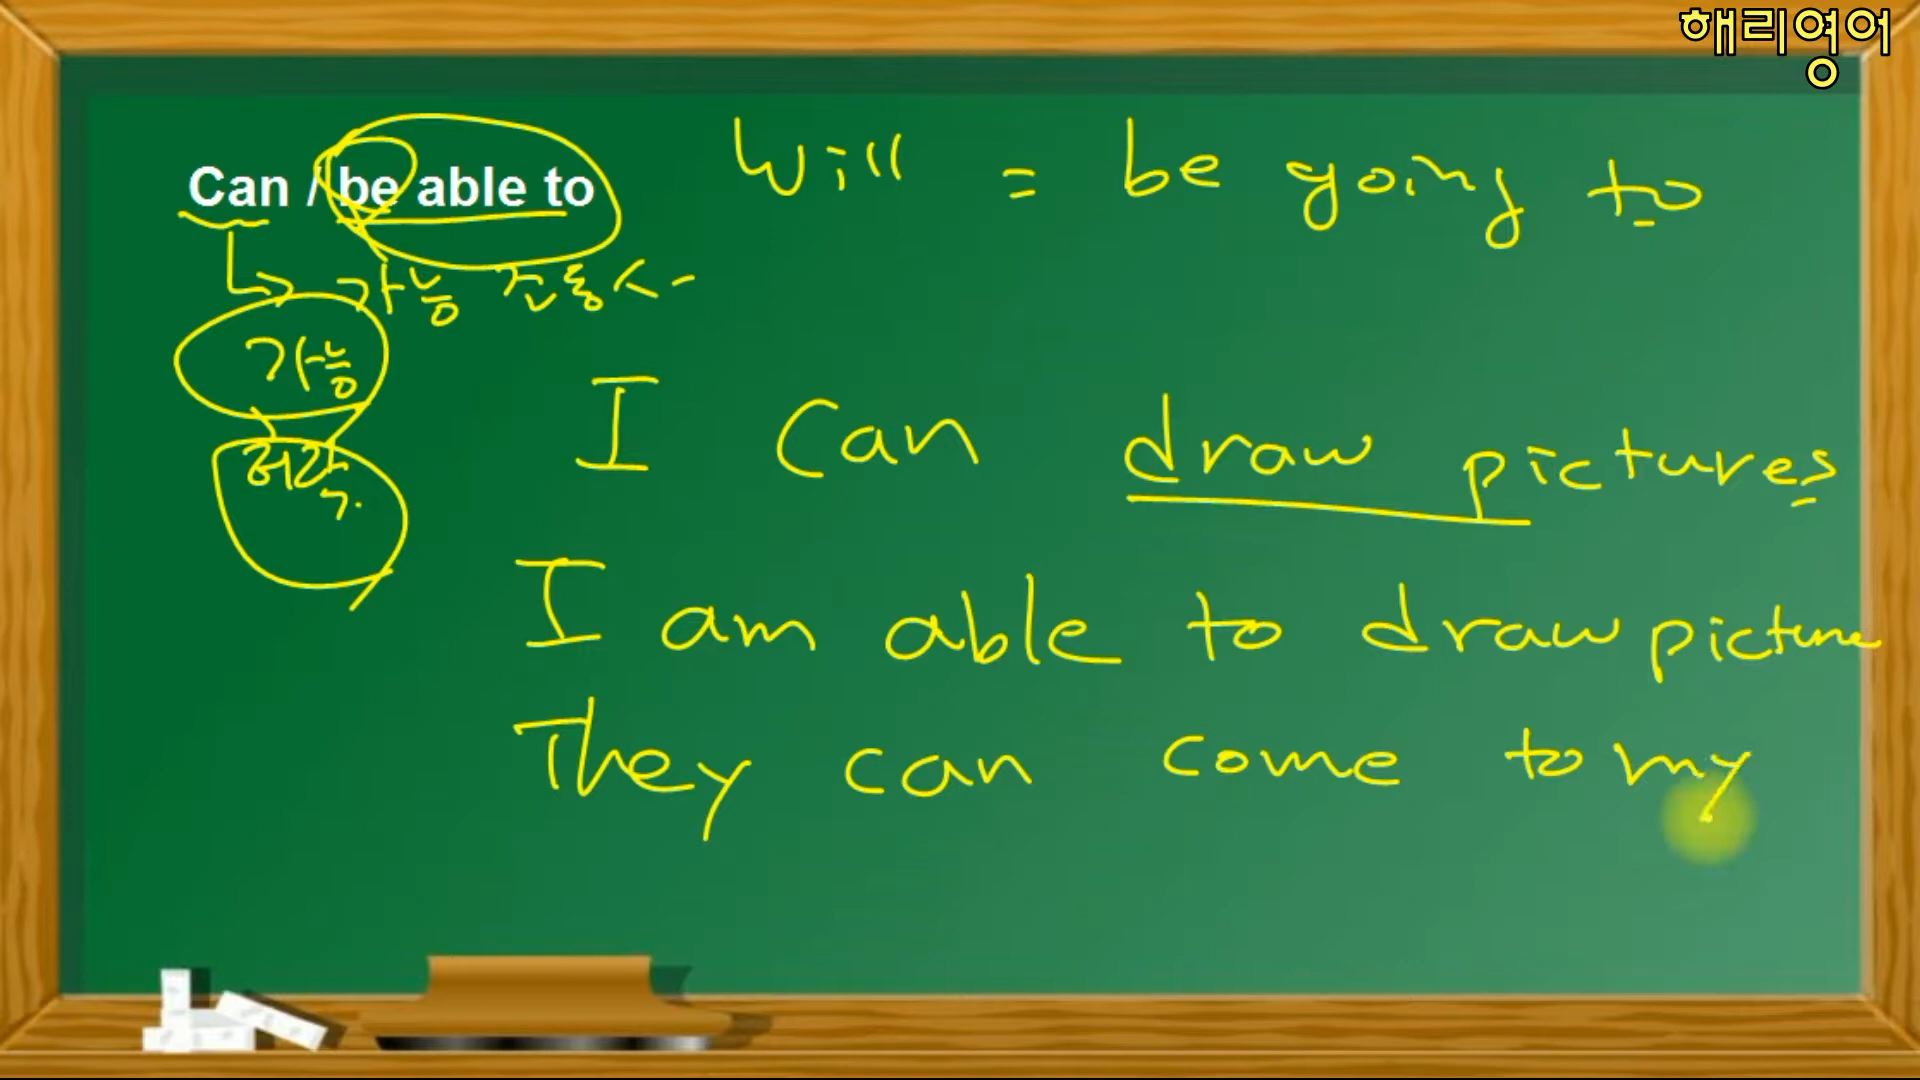 해리영어
Can / be able to
Will = be going to
가능 조동사
가능
허락
I can draw pictures
I am able to draw picture
They can come to my